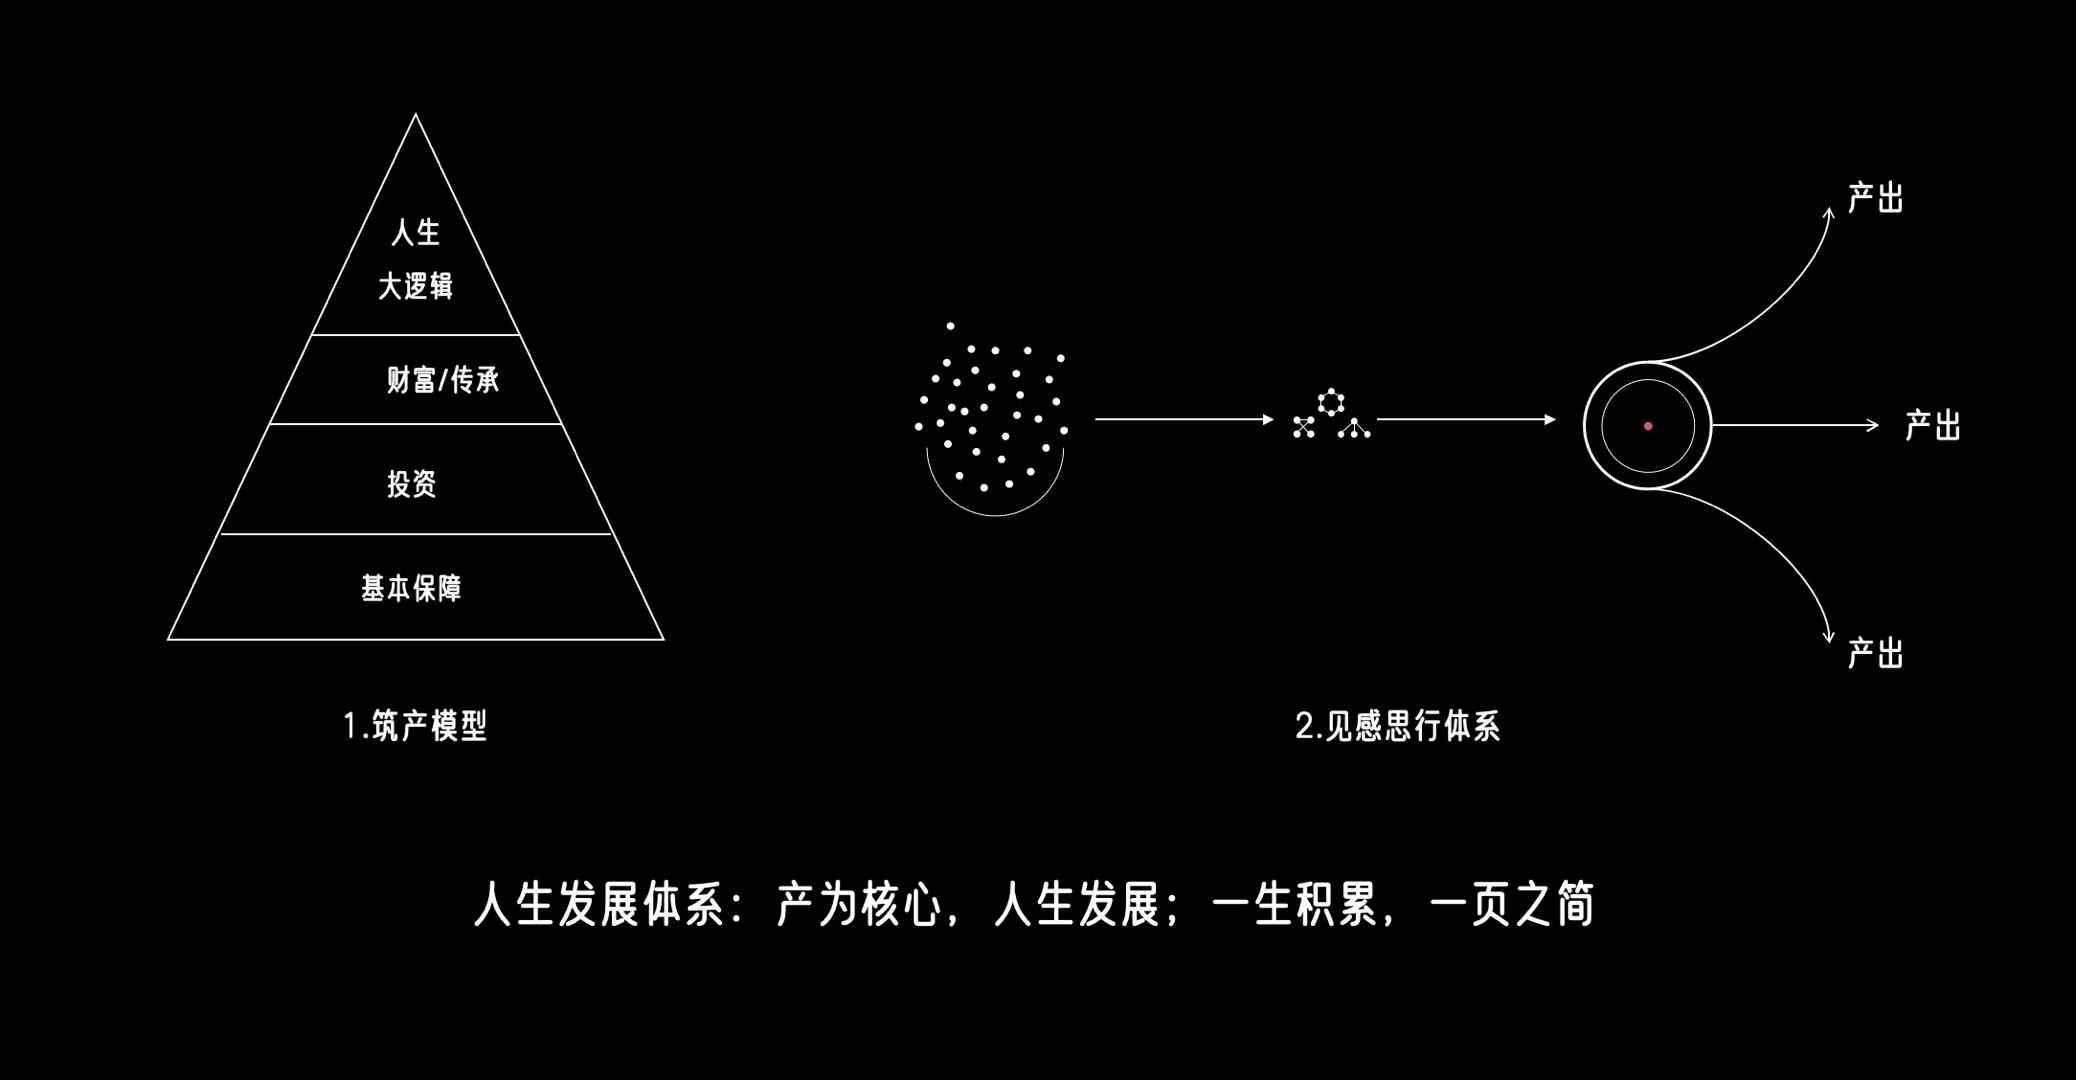 人生
大逻辑
财富/传承
投资
基本保障
1.筑产模型
产出
产出
产出
2.见感思行体系
人生发展体系：产为核心，人生发展；一生积累，一页之简